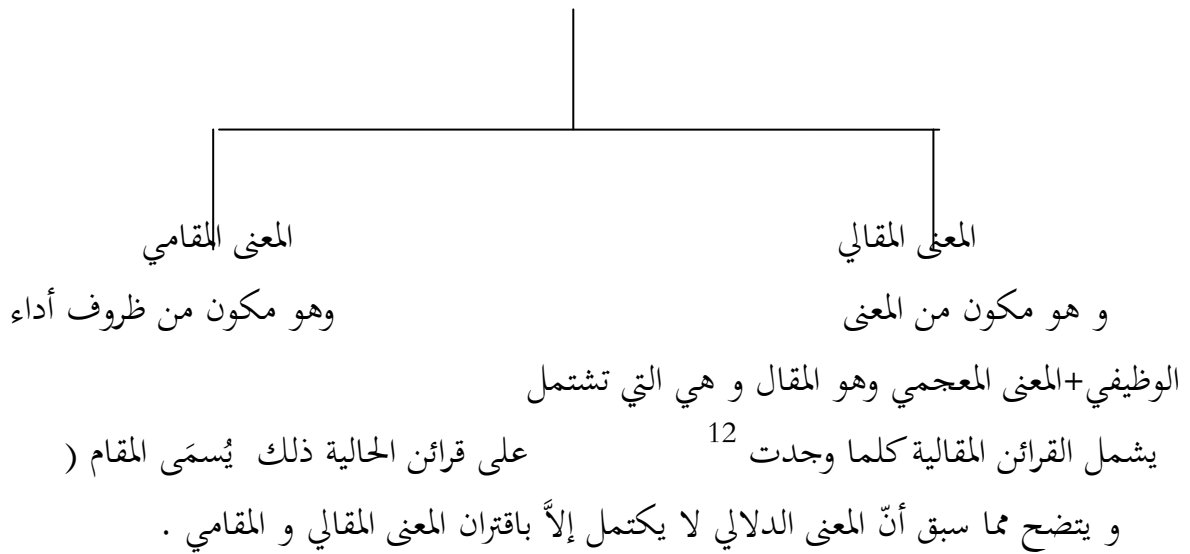 المعنى المقالي المعنى المقامي
و هو مكون من المعنى وهو مكون من ظروف أداء
الوظيفي+المعنى المعجمي وهو المقال و هي التي تشتمل
يشمل القرائن المقالية كلما وجدت 12 على قرائن الحالية ذلك يُسمَى المقام (
و يتضح مما سبق أنّ المعنى الدلالي لا يكتمل إلاَّ باقتران المعنى المقالي و المقامي .